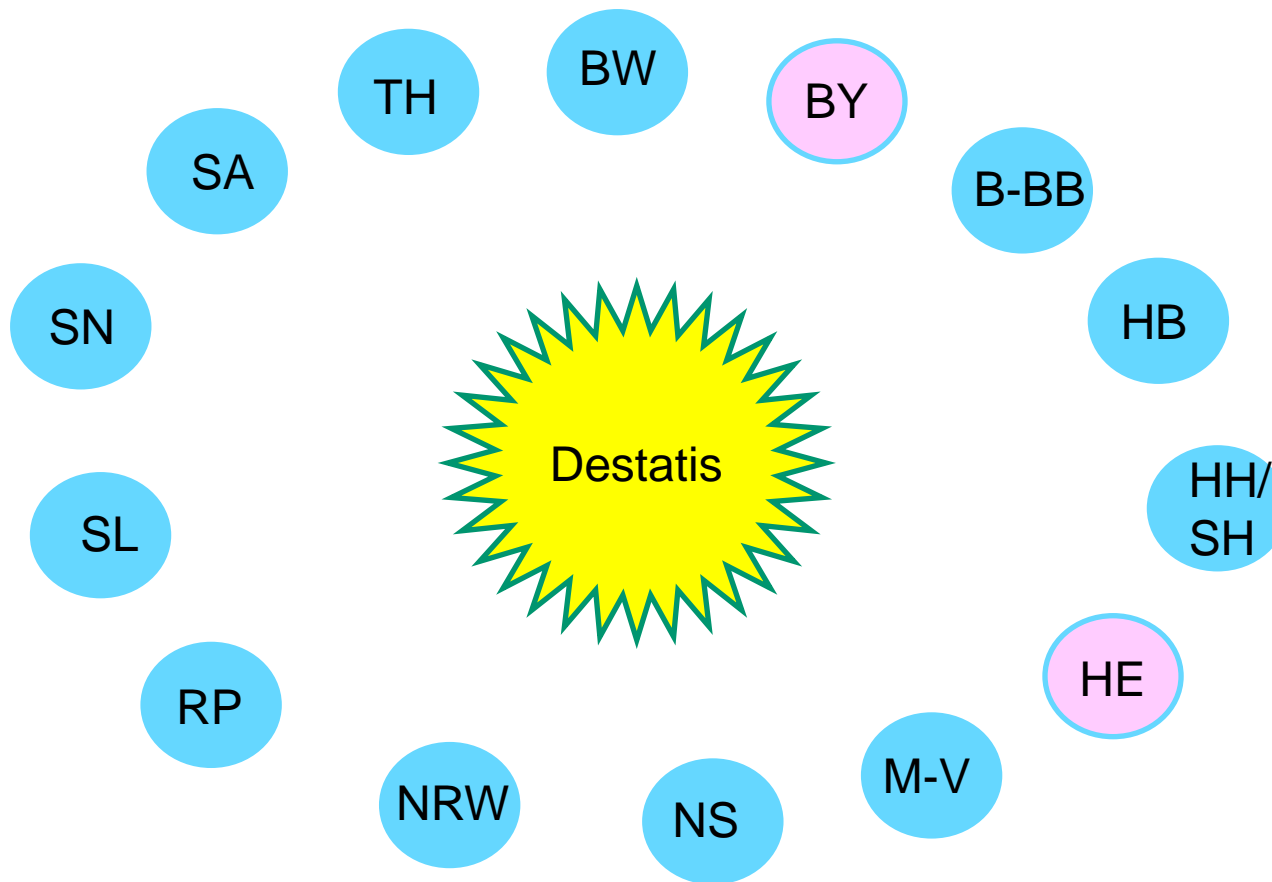 BW
TH
BY
SA
B-BB
SN
HB
Destatis
HH/
SH
SL
HE
RP
M-V
NRW
NS